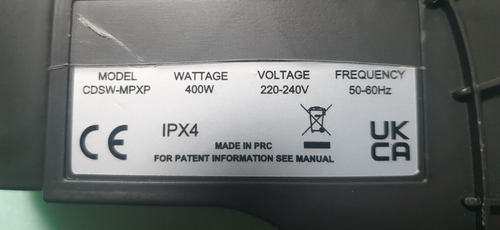 MODEL WATTAGE VOLTAGE FREQUENCY
CDSW-MPXP 400W 220-240V 50-60Hz
CE IPX4 UK
CA
MADE IN PRC
FOR PATENT INFORMATION SEE MANUAL